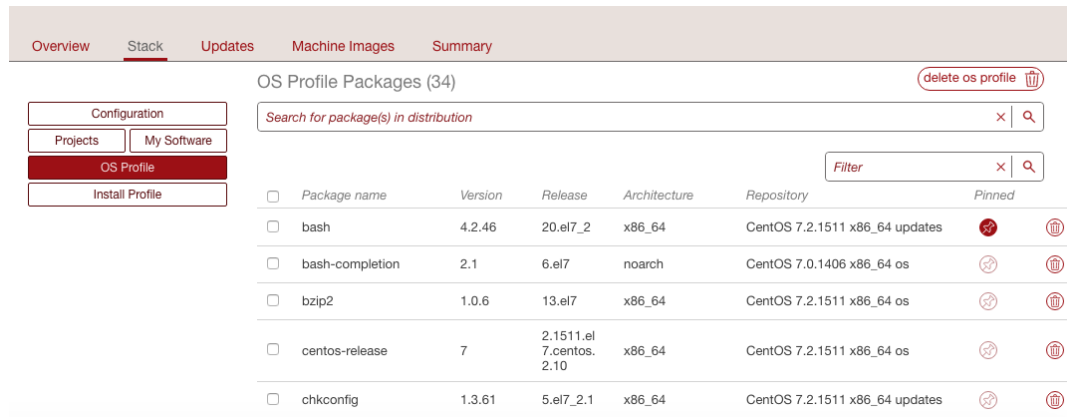 Overview Stack Updates Machine Images Summary
OS Profile Packages (34)
delete os profile
Configuration
Projects My Software
OS Profile
Install Profile
Search for package(s) in distribution
Filter
Package name Version Release Architecture Repository Pinned
bash 4.2.46 20.el7_2 x86_64 CentOS 7.2.1511 x86_64 updates
bash-completion 2.1 6.el7 noarch CentOS 7.0.1406 x86_64 os
bzip2 1.0.6 13.el7 x86_64 CentOS 7.2.1511 x86_64 os
centos-release 7 2.1511.el
7.centos.
2.10 x86_64 CentOS 7.2.1511 x86_64 os
chkconfig 1.3.61 5.el7_2.1 x86_64 CentOS 7.2.1511 x86_64 updates